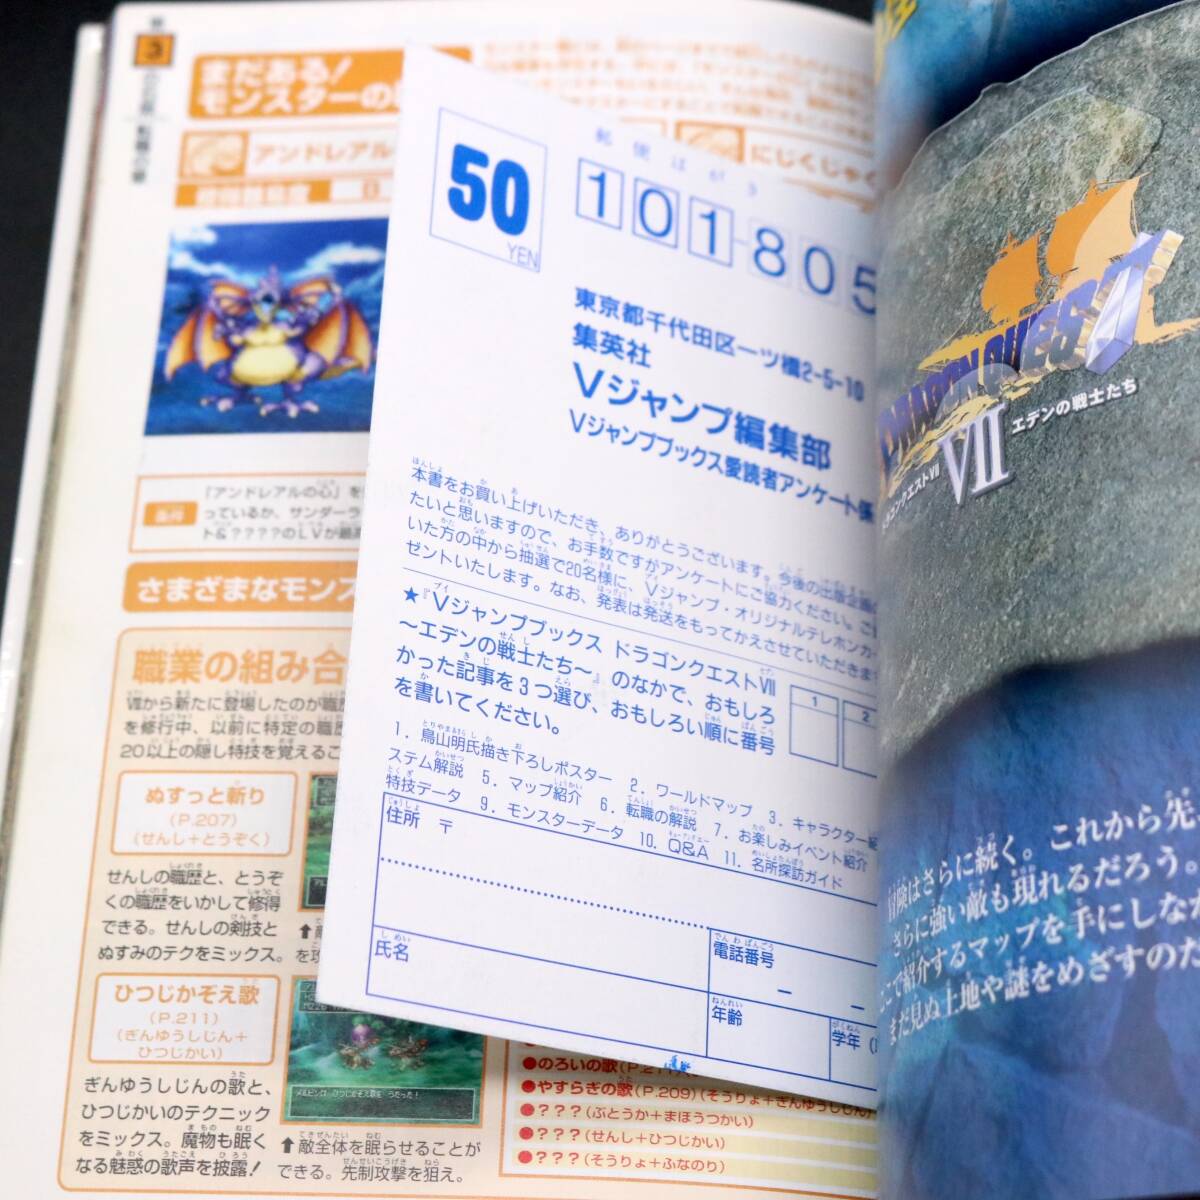 3
まだある!
モンスターの
アンドレアル
にじくじゃく
「アンドレアルの心」を
っているか、サンダーラ
ト&????のLVが最高
条件
さまざまなモンス
職業の組み合
Ⅶから新たに登場したのが職歴
を修行中、以前に特定の職歴
20以上の隠し特技を覚えるこ
ぬすっと斬り
(P.207)
(せんし+とうぞく)
せんしの職歴と、とうぞ
くの職歴をいかして修得
できる。せんしの剣技と
ぬすみのテクをミックス。
ひつじかぞえ歌
(P.211)
(ぎんゆうしじん+
ひつじかい)
ぎんゆうしじんの歌と、
ひつじかいのテクニック
をミックス。魔物も眠く
なる魅惑の歌声を披露!
↑敵全体を眠らせることが
できる。先制攻撃を狙え。
●のろいの歌
●やすらぎの歌(P.209)(そうりょ+ぎんゆうしじん)
●???(ぶとうか+まほうつかい)
●???(せんし+ひつじかい)
●???(そうりょ+ふなのり)
郵便はがき
50
YEN
101-805
東京都千代田区一ツ橋2-5-10
集英社
Vジャンプ編集部
Vジャンプブックス愛読者アンケート係
本書をお買い上げいただき、ありがとうございます。今後の出版企画の
たいと思いますので、お手数ですがアンケートにご協力ください。ご
いた方の中から抽選で20名様に、Vジャンプ・オリジナルテレホンカー
ゼントいたします。なお、発表は発送をもってかえさせていただきま
★Vジャンプブックス ドラゴンクエストⅦ
~エデンの戦士たち~』のなかで、おもしろ
かった記事を3つ選び、おもしろい順に番号
を書いてください。
1
2
1. 鳥山明氏描き下ろしポスター 2. ワールドマップ 3. キャラクター紹
ステム解説 5. マップ紹介 6. 転職の解説 7. お楽しみイベント紹介
特技データ 9. モンスターデータ 10. Q&A 11. 名所探訪ガイド
住所 〒
氏名
電話番号
年齢
学年
DRAGON QUEST
VII
ドラゴンクエストⅦ
エデンの戦士たち
冒険はさらに続く。これから先
さらに強い敵も現れるだろう。
ここで紹介するマップを手にしなが
まだ見ぬ土地や謎をめざすのだ